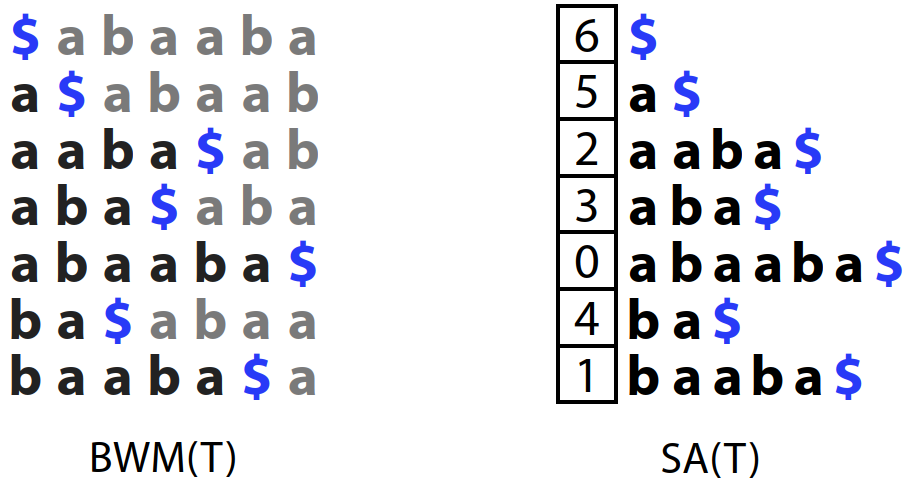 $ a b a a b a 6 $
a $ a b a a b 5 a $
a a b a $ a b 2 a a b a $
a b a $ a b a 3 a b a $
a b a a b a $ 0 a b a a b a $
b a $ a b a a 4 b a $
b a a b a $ a 1 b a a b a $
BWM(T) SA(T)